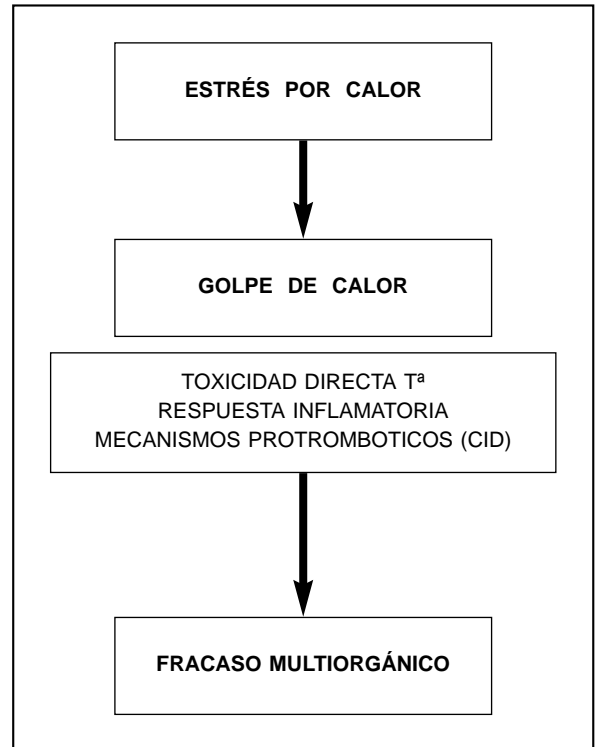 ESTRÉS POR CALOR
GOLPE DE CALOR
TOXICIDAD DIRECTA Tª
RESPUESTA INFLAMATORIA
MECANISMOS PROTROMBOTICOS (CID)
FRACASO MULTIORGÁNICO